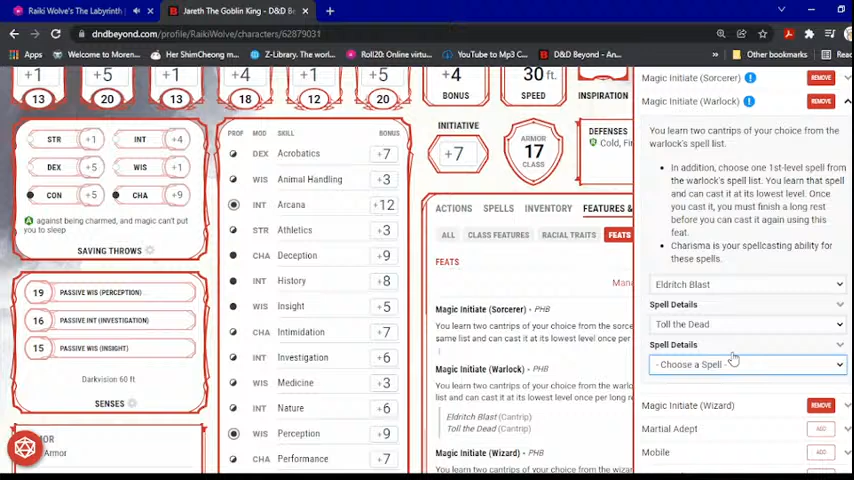 Raiki Wolve's The Labyrinth
Jareth The Goblin King - D&D B
dndbeyond.com/profile/RaikiWolve/characters/62879031
Apps
Welcome to Moren...
Her ShimCheong m...
Z-Library. The worl...
Roll20: Online virtu...
YouTube to Mp3 C...
D&D Beyond - An...
Other bookmarks
+1
+5
+1
+4
+1
+5
13
20
13
18
12
20
+4
BONUS
30 ft.
SPEED
INSPIRATION
STR
+1
INT
+4
DEX
+5
WIS
+1
CON
+5
CHA
+9
against being charmed, and magic can't put
you to sleep
SAVING THROWS
19
PASSIVE WIS (PERCEPTION)
16
PASSIVE INT (INVESTIGATION)
15
PASSIVE WIS (INSIGHT)
Darkvision 60 ft.
SENSES
Armor
PROF
MOD
SKILL
BONUS
DEX
Acrobatics
+7
WIS
Animal Handling
+3
INT
Arcana
+12
STR
Athletics
+3
CHA
Deception
+9
INT
History
+8
WIS
Insight
+5
CHA
Intimidation
+7
INT
Investigation
+6
WIS
Medicine
+3
INT
Nature
+6
WIS
Perception
+9
CHA
Performance
+7
INITIATIVE
+7
ARMOR
17
CLASS
DEFENSES
Cold, Fi
ACTIONS
SPELLS
INVENTORY
FEATURES &
ALL
CLASS FEATURES
RACIAL TRAITS
FEATS
FEATS
Mana
Magic Initiate (Sorcerer) • PHB
You learn two cantrips of your choice from the sorce
same list and can cast it at its lowest level once per
Magic Initiate (Warlock) • PHB
You learn two cantrips of your choice from the warlo
list and can cast it at its lowest level once per long re
Eldritch Blast (Cantrip)
Toll the Dead (Cantrip)
Magic Initiate (Wizard) • PHB
You learn two cantrips of your choice from the wizar
Magic Initiate (Sorcerer)
REMOVE
Magic Initiate (Warlock)
REMOVE
You learn two cantrips of your choice from the
warlock's spell list.
In addition, choose one 1st-level spell from
the warlock's spell list. You learn that spell
and can cast it at its lowest level. Once
you cast it, you must finish a long rest
before you can cast it again using this
feat.
Charisma is your spellcasting ability for
these spells.
Eldritch Blast
Spell Details
Toll the Dead
Spell Details
- Choose a Spell -
Magic Initiate (Wizard)
REMOVE
Martial Adept
ADD
Mobile
ADD